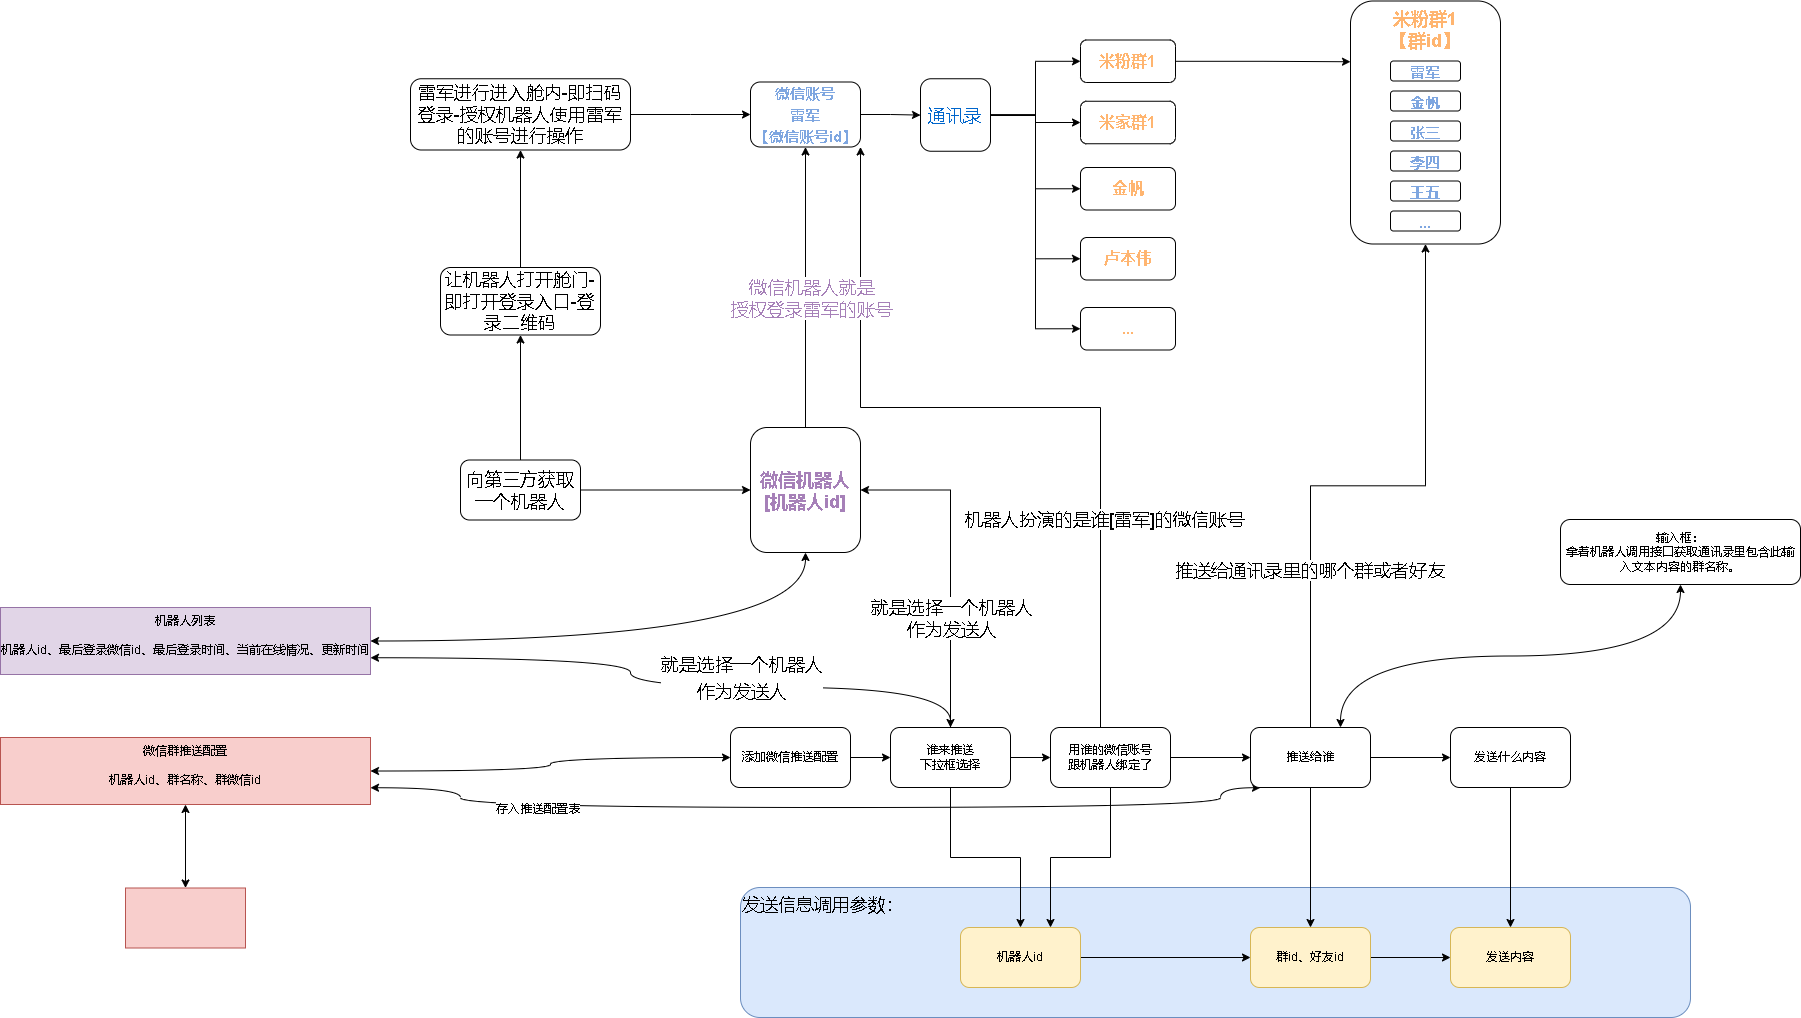 米粉群1
【群id】
雷军
金帆
张三
李四
王五
...
雷军进行进入舱内-即扫码
登录-授权机器人使用雷军
的账号进行操作
微信账号
雷军
【微信账号id】
通讯录
米粉群1
米家群1
金帆
卢本伟
...
让机器人打开舱门-
即打开登录入口-登
录二维码
微信机器人就是
授权登录雷军的账号
向第三方获取
一个机器人
微信机器人
[机器人id]
机器人扮演的是谁[雷军]的微信账号
推送给通讯录里的哪个群或者好友
输入框：
拿着机器人调用接口获取通讯录里包含此输
入文本内容的群名称。
就是选择一个机器人
作为发送人
机器人列表
机器人id、最后登录微信id、最后登录时间、当前在线情况、更新时间
就是选择一个机器人
作为发送人
微信群推送配置
机器人id、群名称、群微信id
添加微信推送配置
谁来推送
下拉框选择
用谁的微信账号
跟机器人绑定了
推送给谁
发送什么内容
存入推送配置表
发送信息调用参数：
机器人id
群id、好友id
发送内容